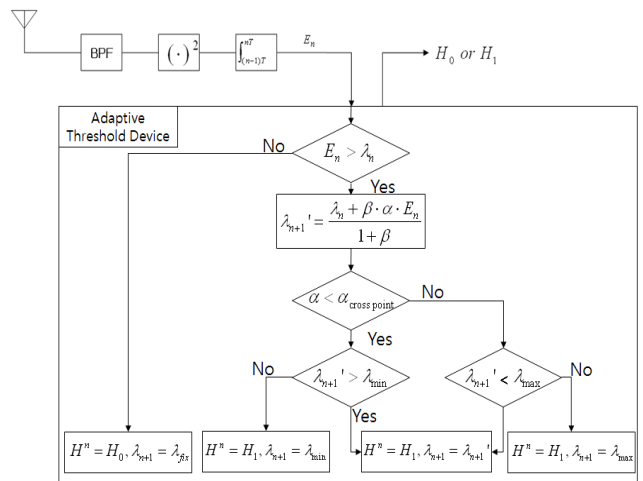 BPF
(·)²
∫_{(n-1)T}^{nT}
E_n
H_0 or H_1
Adaptive
Threshold Device
E_n > λ_n
No
Yes
λ_{n+1}' = (λ_n + β·α·E_n) / (1 + β)
α < α_{cross point}
No
Yes
λ_{n+1}' > λ_min
No
Yes
λ_{n+1}' < λ_max
No
H^n = H_0, λ_{n+1} = λ_fix
H^n = H_1, λ_{n+1} = λ_min
H^n = H_1, λ_{n+1} = λ_{n+1}'
H^n = H_1, λ_{n+1} = λ_max